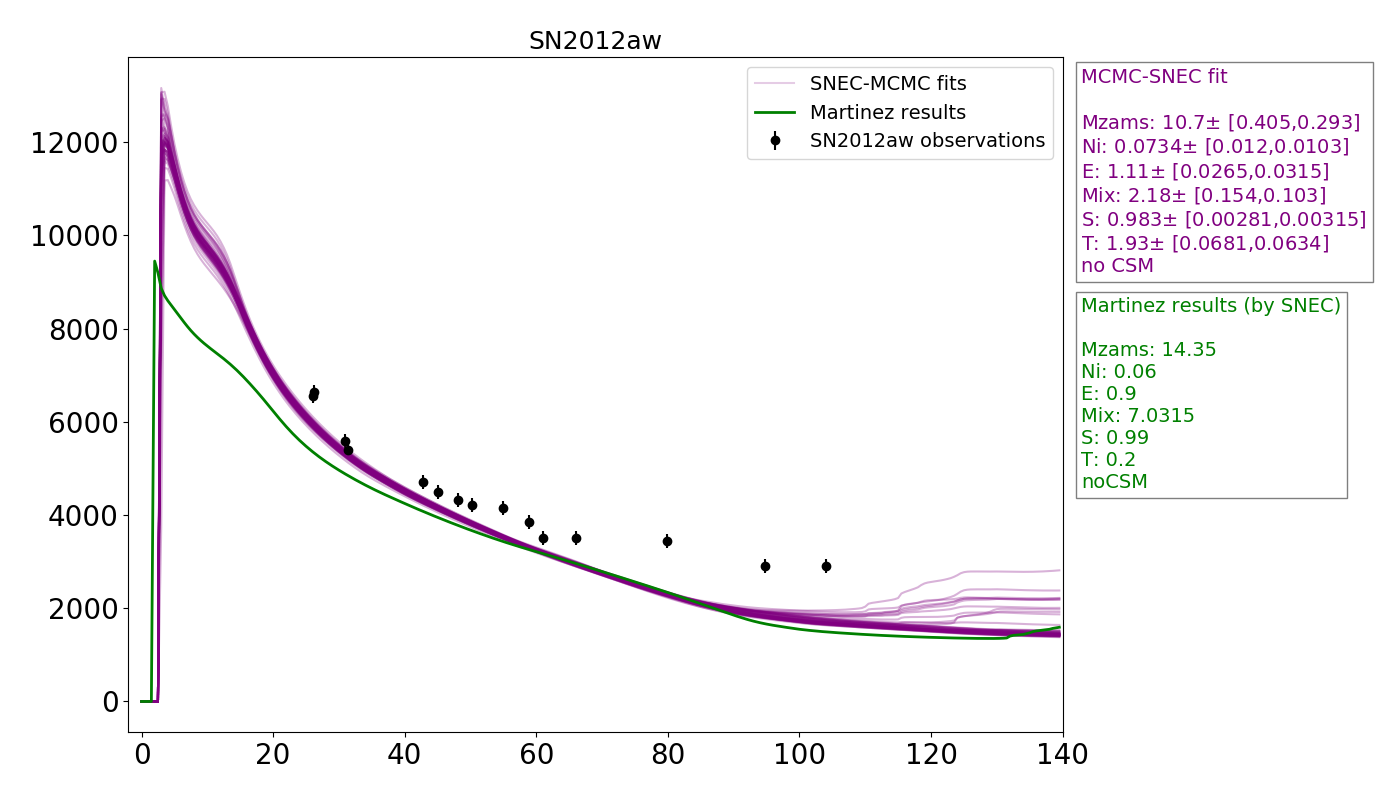 SN2012aw
SNEC-MCMC fits
Martinez results
SN2012aw observations
12000
10000
8000
6000
4000
2000
0
0 20 40 60 80 100 120 140
MCMC-SNEC fit
Mzams: 10.7± [0.405,0.293]
Ni: 0.0734± [0.012,0.0103]
E: 1.11± [0.0265,0.0315]
Mix: 2.18± [0.154,0.103]
S: 0.983± [0.00281,0.00315]
T: 1.93± [0.0681,0.0634]
no CSM
Martinez results (by SNEC)
Mzams: 14.35
Ni: 0.06
E: 0.9
Mix: 7.0315
S: 0.99
T: 0.2
noCSM